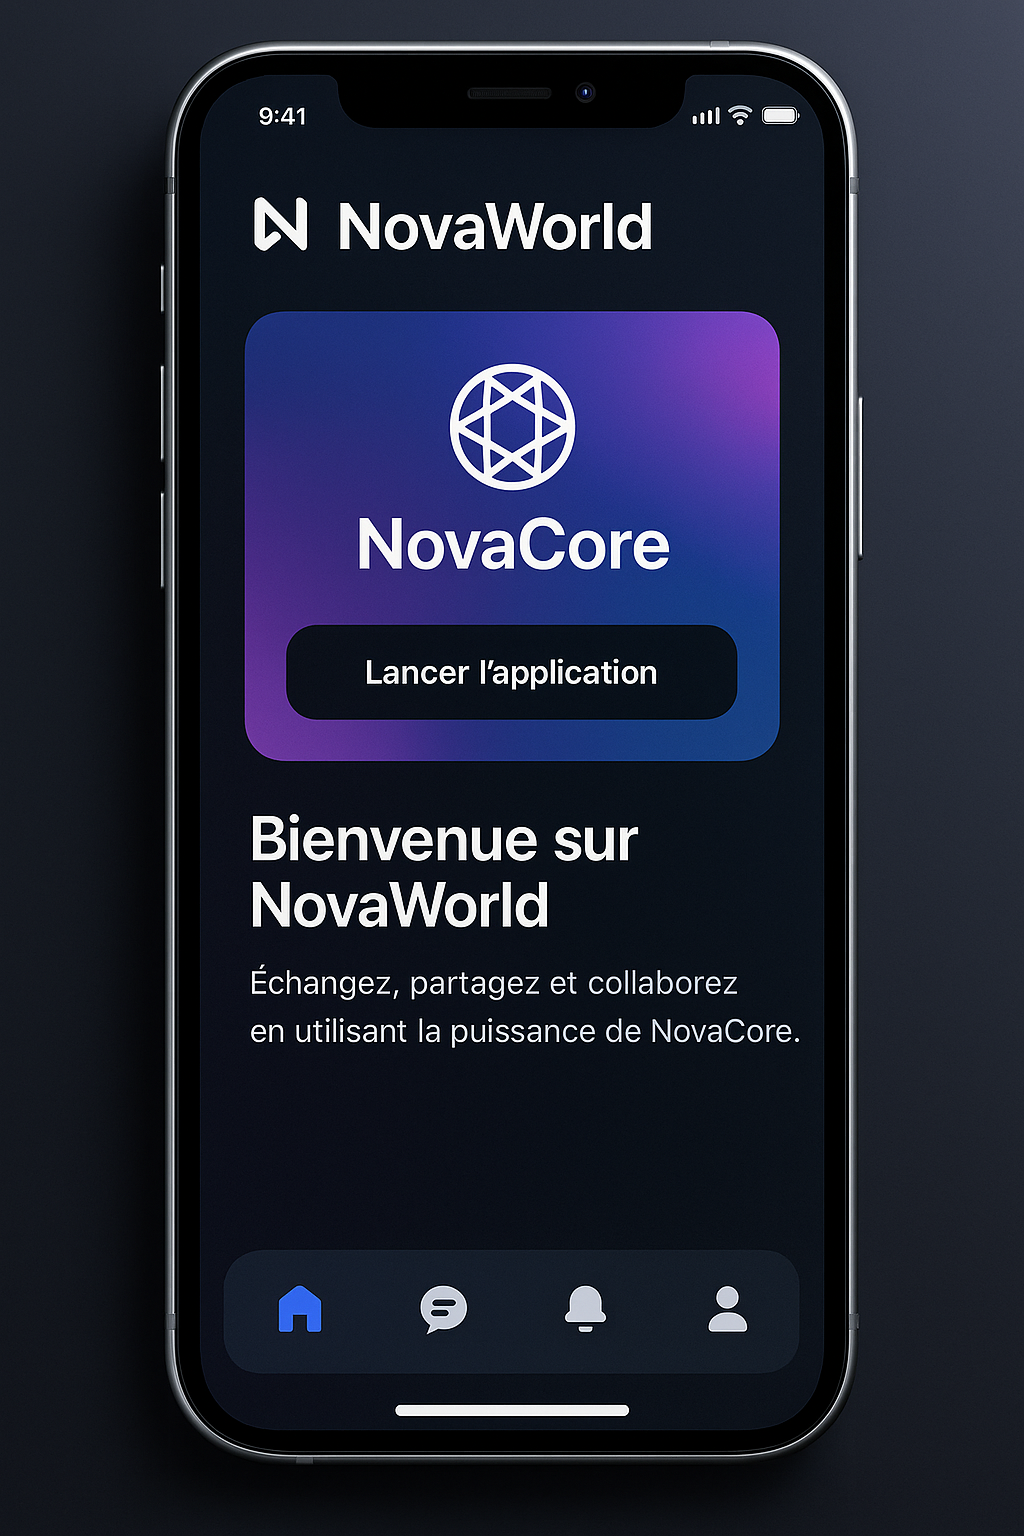 9:41
NovaWorld
NovaCore
Lancer l’application
Bienvenue sur
NovaWorld
Échangez, partagez et collaborez
en utilisant la puissance de NovaCore.